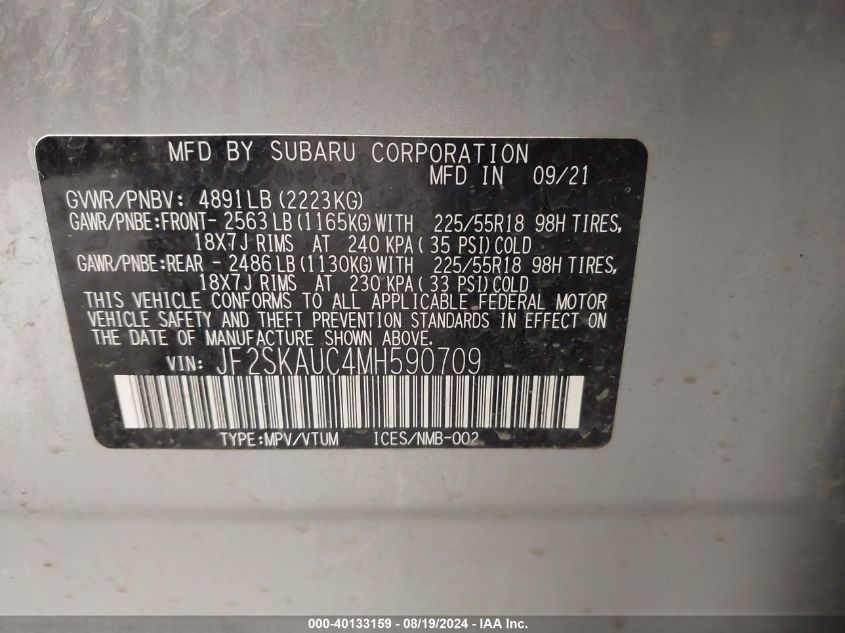 MFD BY SUBARU CORPORATION
MFD IN 09/21
GVWR/PNBV: 4891LB (2223KG)
GAWR/PNBE:FRONT- 2563LB (1165KG) WITH 225/55R18 98H TIRES,
18X7J RIMS AT 240 KPA( 35 PSI) COLD
GAWR/PNBE:REAR - 2486LB (1130KG) WITH 225/55R18 98H TIRES,
18X7J RIMS AT 230 KPA( 33 PSI) COLD
THIS VEHICLE CONFORMS TO ALL APPLICABLE FEDERAL MOTOR
VEHICLE SAFETY AND THEFT PREVENTION STANDARDS IN EFFECT ON
THE DATE OF MANUFACTURE SHOWN ABOVE.
VIN: JF2SKAUC4MH590709
TYPE:MPV/VTUM ICES/NMB-002
000-40133159 - 08/19/2024 - IAA Inc.